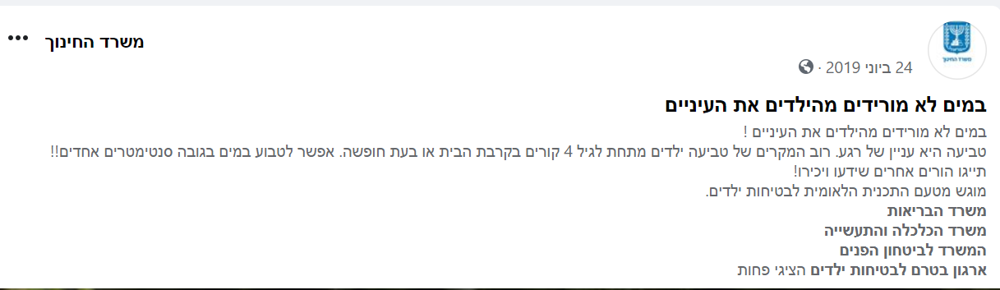 משרד החינוך
משרד החינוך
24 ביוני 2019 ·
במים לא מורידים מהילדים את העיניים
במים לא מורידים מהילדים את העיניים !
טביעה היא עניין של רגע. רוב המקרים של טביעה ילדים מתחת לגיל 4 קורים בקרבת הבית או בעת חופשה. אפשר לטבוע במים בגובה סנטימטרים אחדים!!
תייגו הורים אחרים שידעו ויכירו!
מוגש מטעם התכנית הלאומית לבטיחות ילדים.
משרד הבריאות
משרד הכלכלה והתעשייה
המשרד לביטחון הפנים
ארגון בטרם לבטיחות ילדים הציג/י פחות